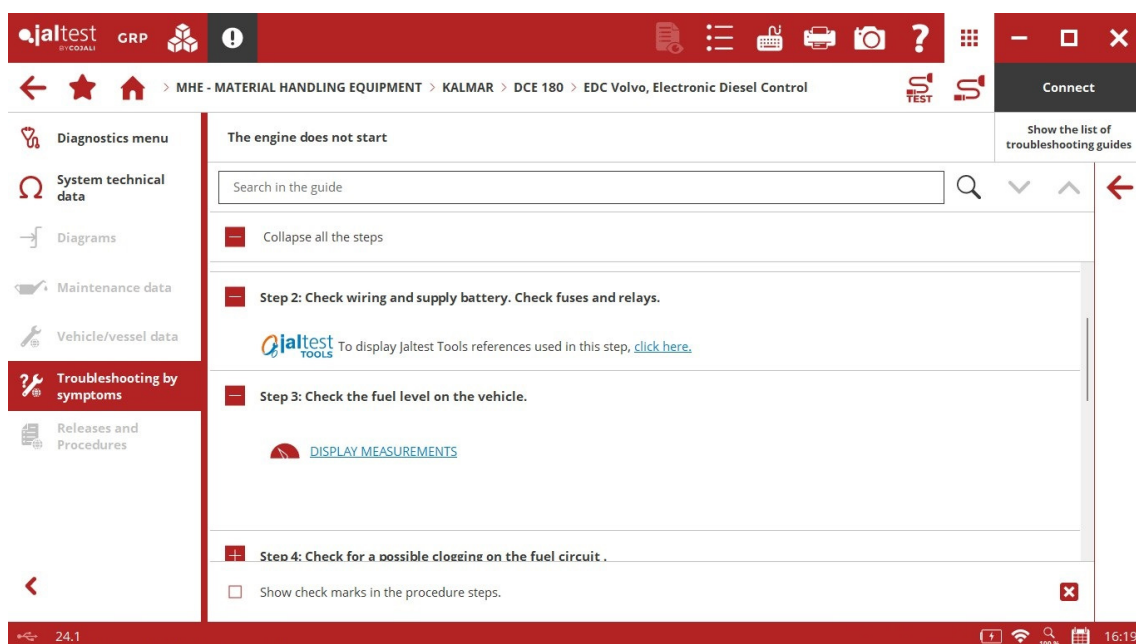 jaltest GRP
BY COJALI
?
MHE - MATERIAL HANDLING EQUIPMENT > KALMAR > DCE 180 > EDC Volvo, Electronic Diesel Control
TEST
Connect
Diagnostics menu
The engine does not start
Show the list of
troubleshooting guides
System technical
data
Search in the guide
Diagrams
Collapse all the steps
Maintenance data
Step 2: Check wiring and supply battery. Check fuses and relays.
Vehicle/vessel data
jaltest
TOOLS
To display Jaltest Tools references used in this step, click here.
Troubleshooting by
symptoms
Step 3: Check the fuel level on the vehicle.
Releases and
Procedures
DISPLAY MEASUREMENTS
Step 4: Check for a possible clogging on the fuel circuit .
Show check marks in the procedure steps.
24.1
100 %
16:19